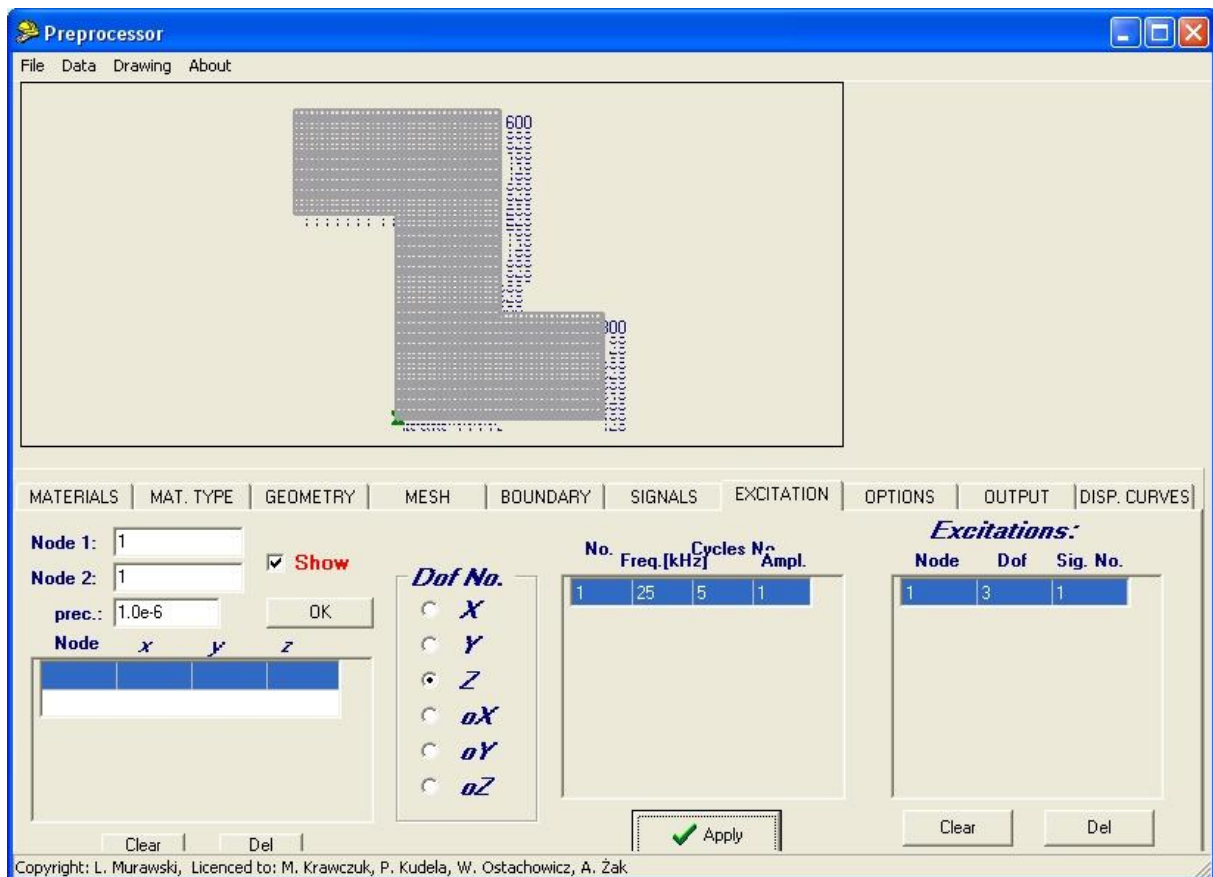 Preprocessor
File Data Drawing About
600
300
MATERIALS MAT. TYPE GEOMETRY MESH BOUNDARY SIGNALS EXCITATION OPTIONS OUTPUT DISP. CURVES
Node 1: 1
Node 2: 1
prec.: 1.0e-6
Show
OK
Node x y z
Clear Del
Dof No.
X
Y
Z
oX
oY
oZ
No. Freq.[kHz] Cycles No. Ampl.
1 25 5 1
Apply
Excitations:
Node Dof Sig. No.
1 3 1
Clear Del
Copyright: L. Murawski, Licenced to: M. Krawczuk, P. Kudela, W. Ostachowicz, A. Żak